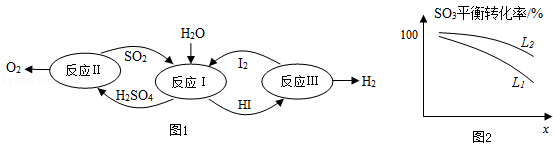 H₂O
SO₂
I₂
O₂
反应Ⅱ
反应Ⅰ
反应Ⅲ
H₂
H₂SO₄
HI
图1
SO₃平衡转化率/%
100
L₂
L₁
x
图2